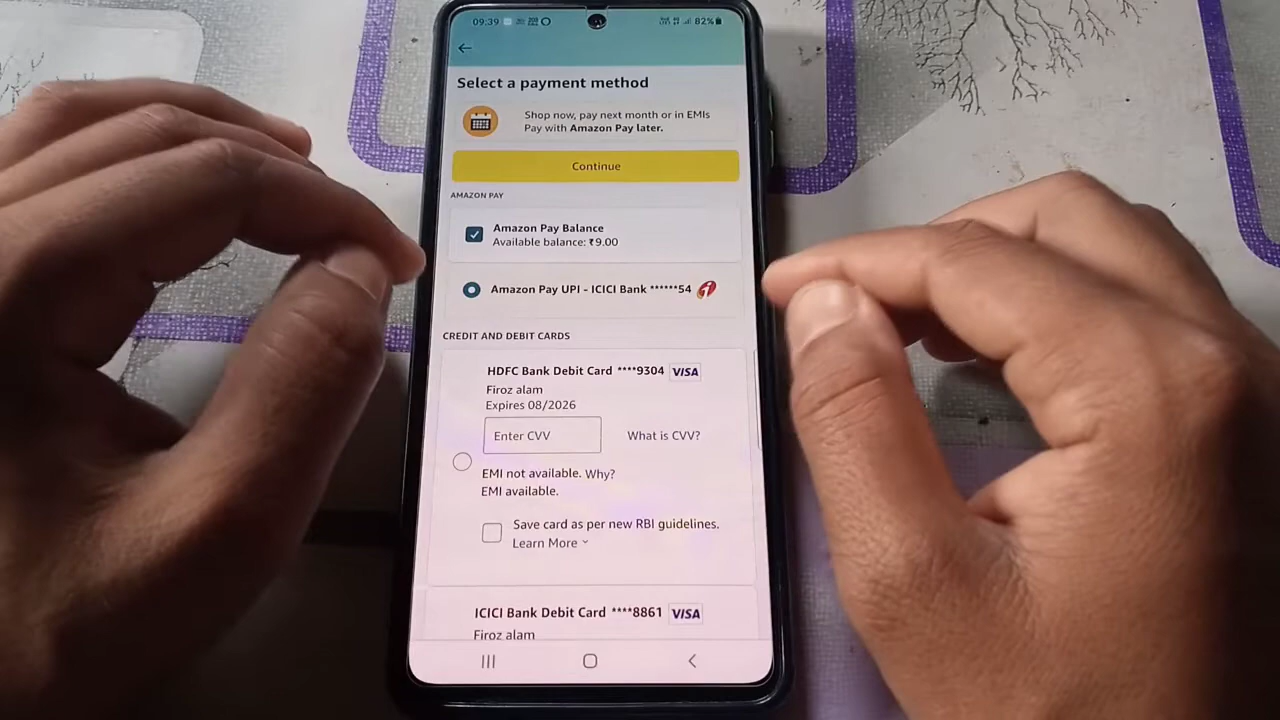 09:39 82%
Select a payment method
Shop now, pay next month or in EMIs
Pay with Amazon Pay later.
Continue
AMAZON PAY
Amazon Pay Balance
Available balance: ₹9.00
Amazon Pay UPI - ICICI Bank ******54
CREDIT AND DEBIT CARDS
HDFC Bank Debit Card ****9304 VISA
Firoz alam
Expires 08/2026
Enter CVV What is CVV?
EMI not available. Why?
EMI available.
Save card as per new RBI guidelines.
Learn More
ICICI Bank Debit Card ****8861 VISA
Firoz alam